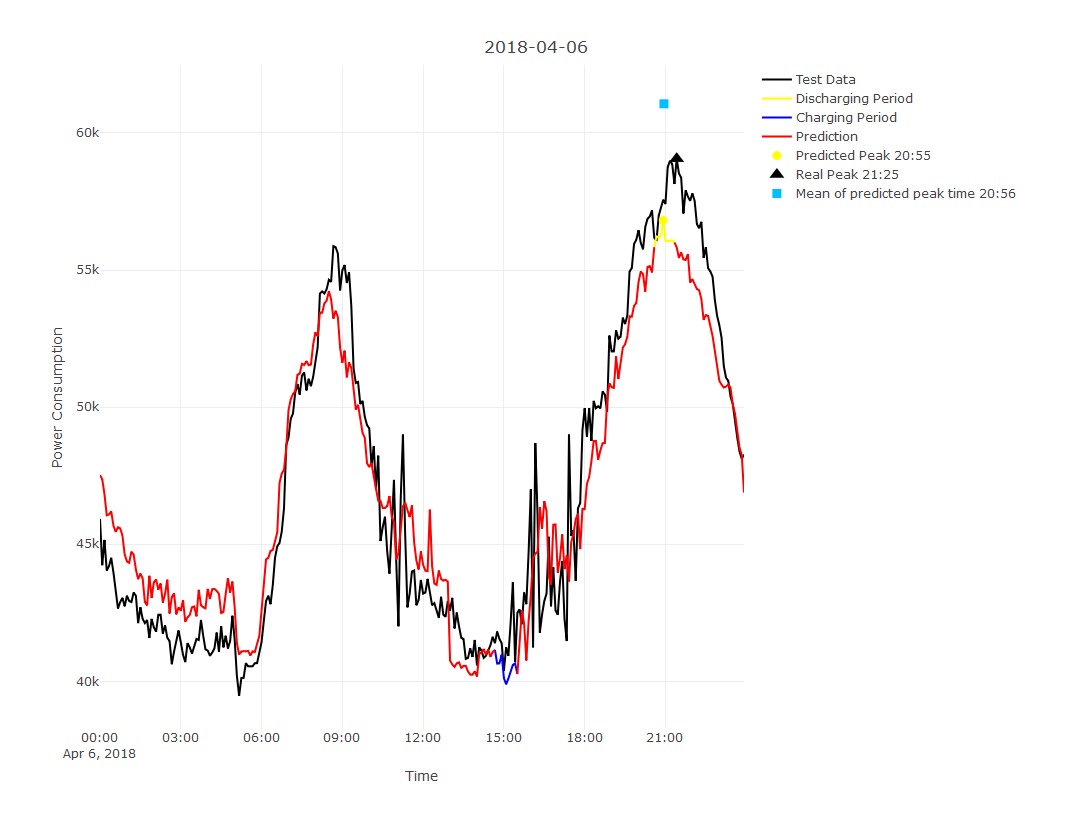 2018-04-06
Test Data
Discharging Period
Charging Period
Prediction
Predicted Peak 20:55
Real Peak 21:25
Mean of predicted peak time 20:56
60k
55k
50k
45k
40k
Power Consumption
00:00 03:00 06:00 09:00 12:00 15:00 18:00 21:00
Apr 6, 2018
Time